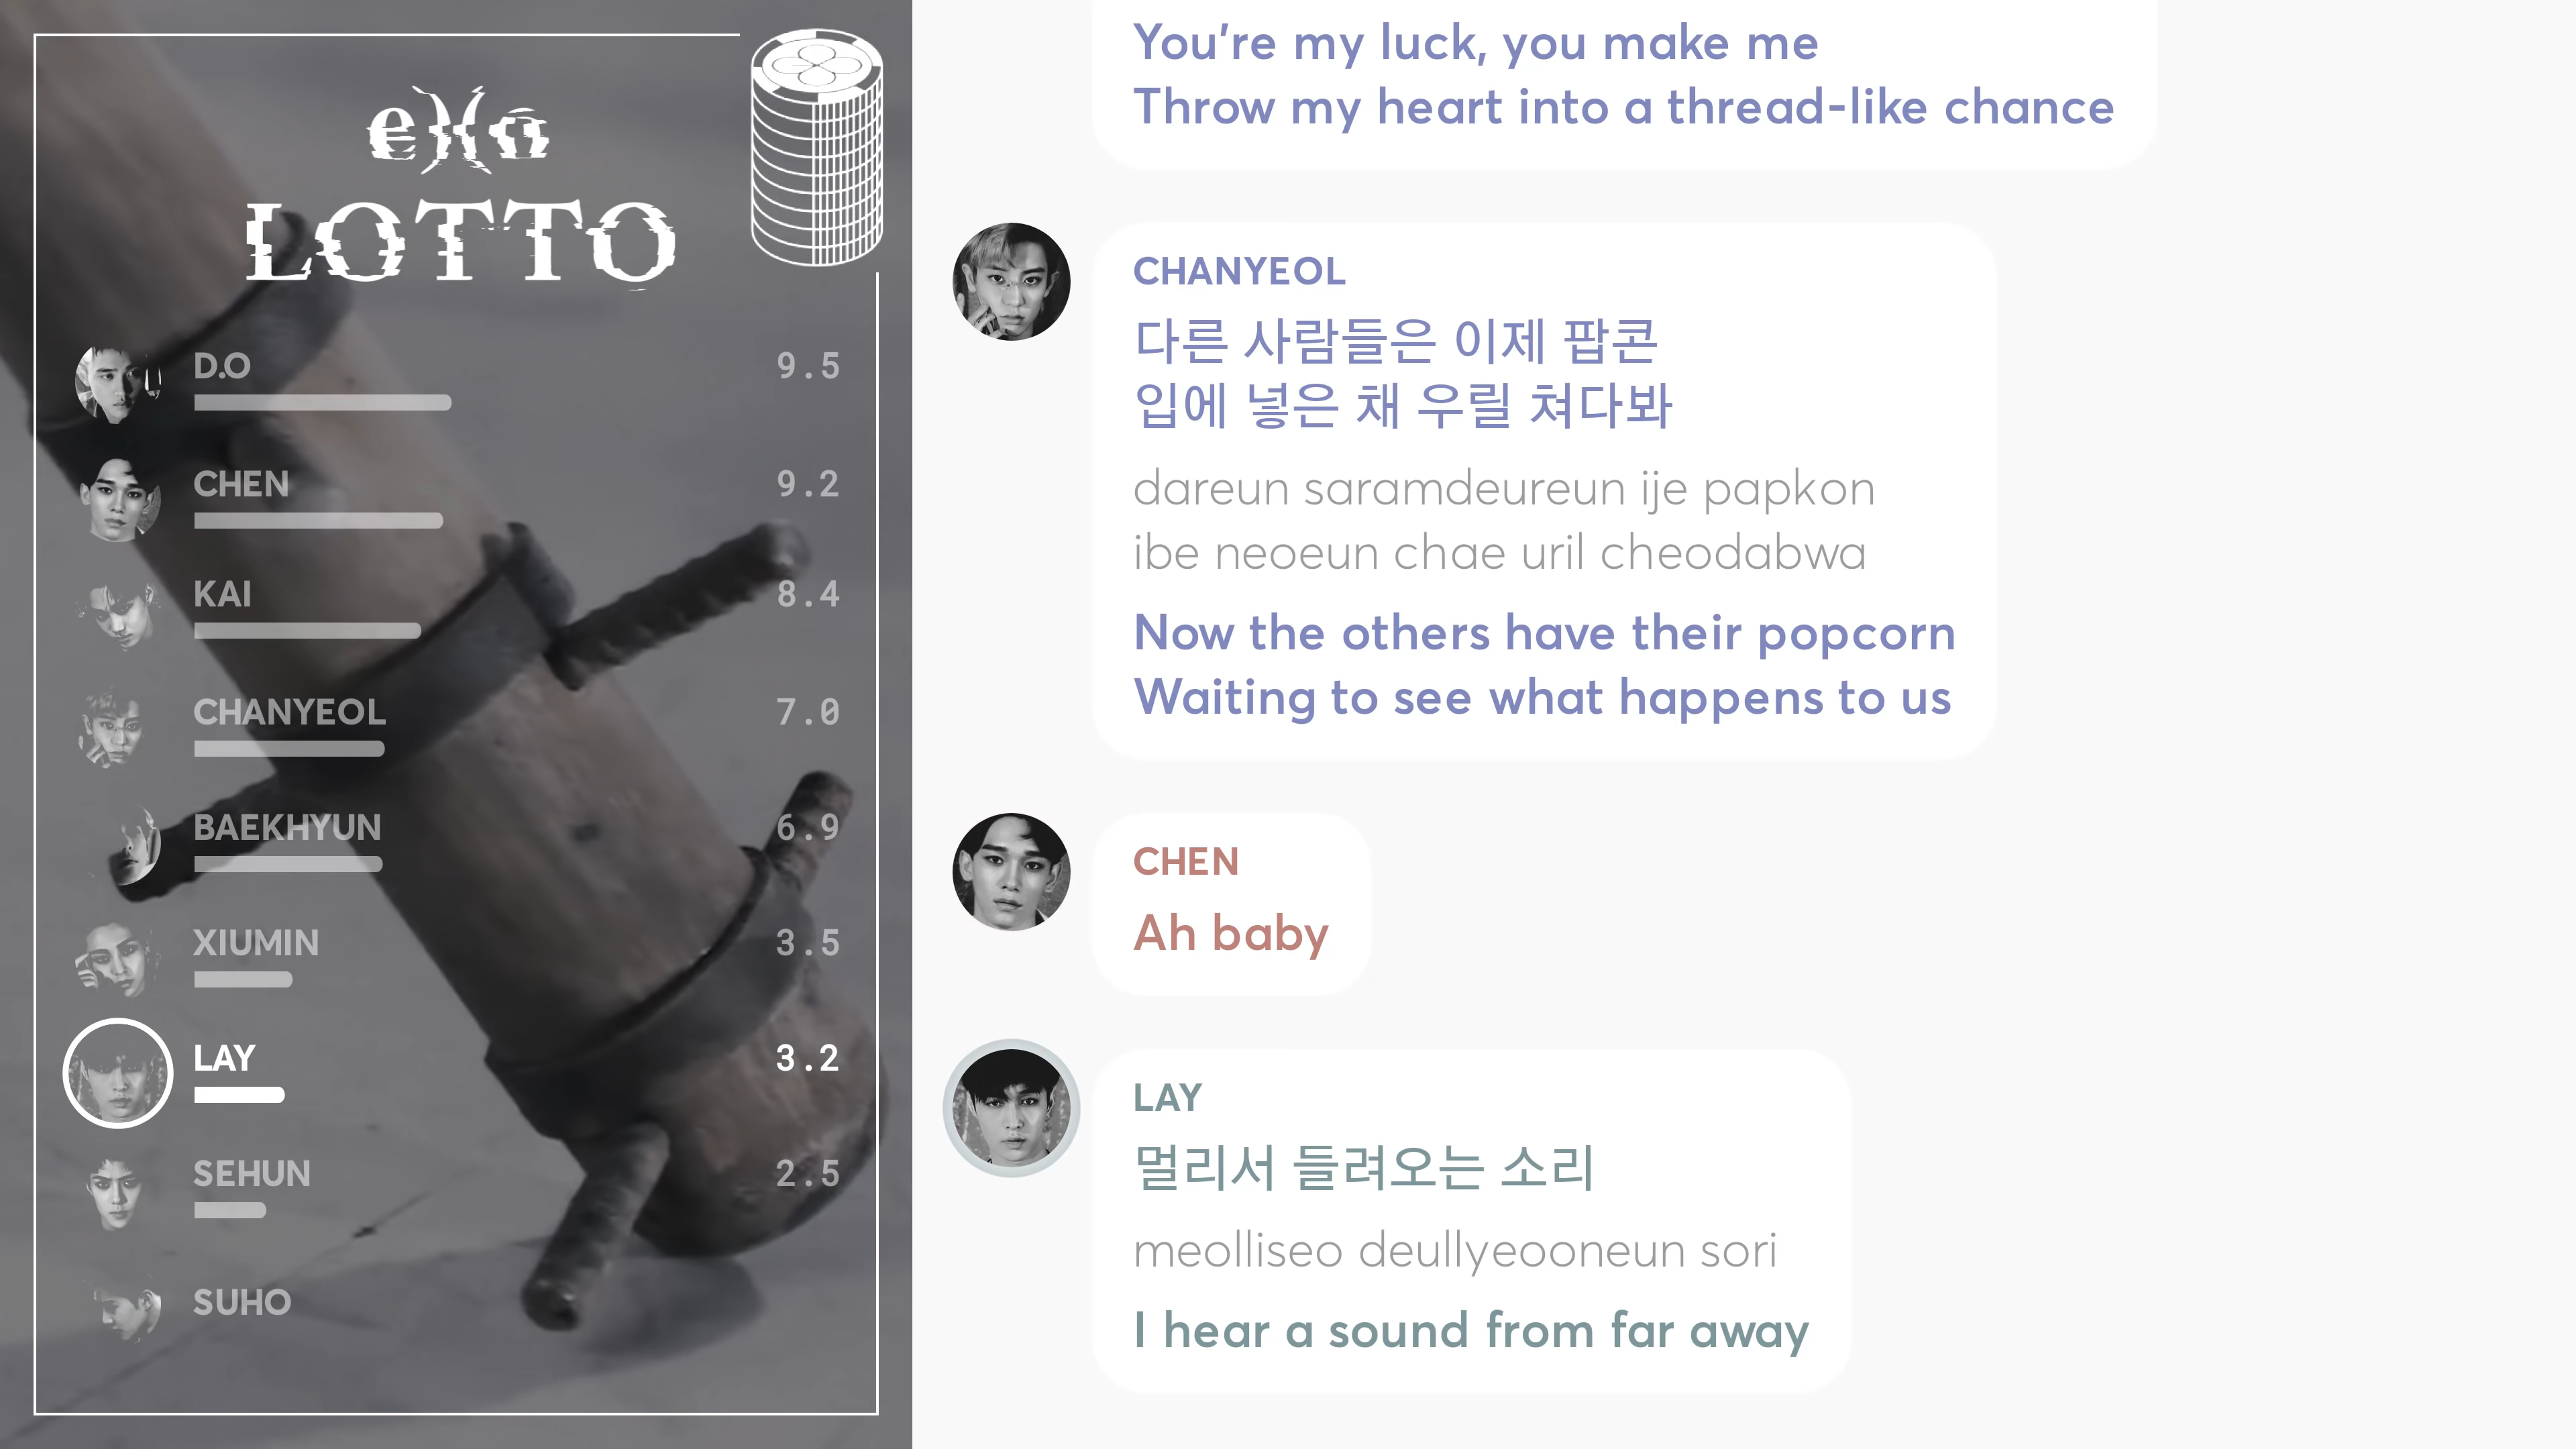 exo
LOTTO
D.O 9.5
CHEN 9.2
KAI 8.4
CHANYEOL 7.0
BAEKHYUN 6.9
XIUMIN 3.5
LAY 3.2
SEHUN 2.5
SUHO
You're my luck, you make me
Throw my heart into a thread-like chance
CHANYEOL
다른 사람들은 이제 팝콘
입에 넣은 채 우릴 쳐다봐
dareun saramdeureun ije papkon
ibe neoeun chae uril cheodabwa
Now the others have their popcorn
Waiting to see what happens to us
CHEN
Ah baby
LAY
멀리서 들려오는 소리
meolliseo deullyeooneun sori
I hear a sound from far away